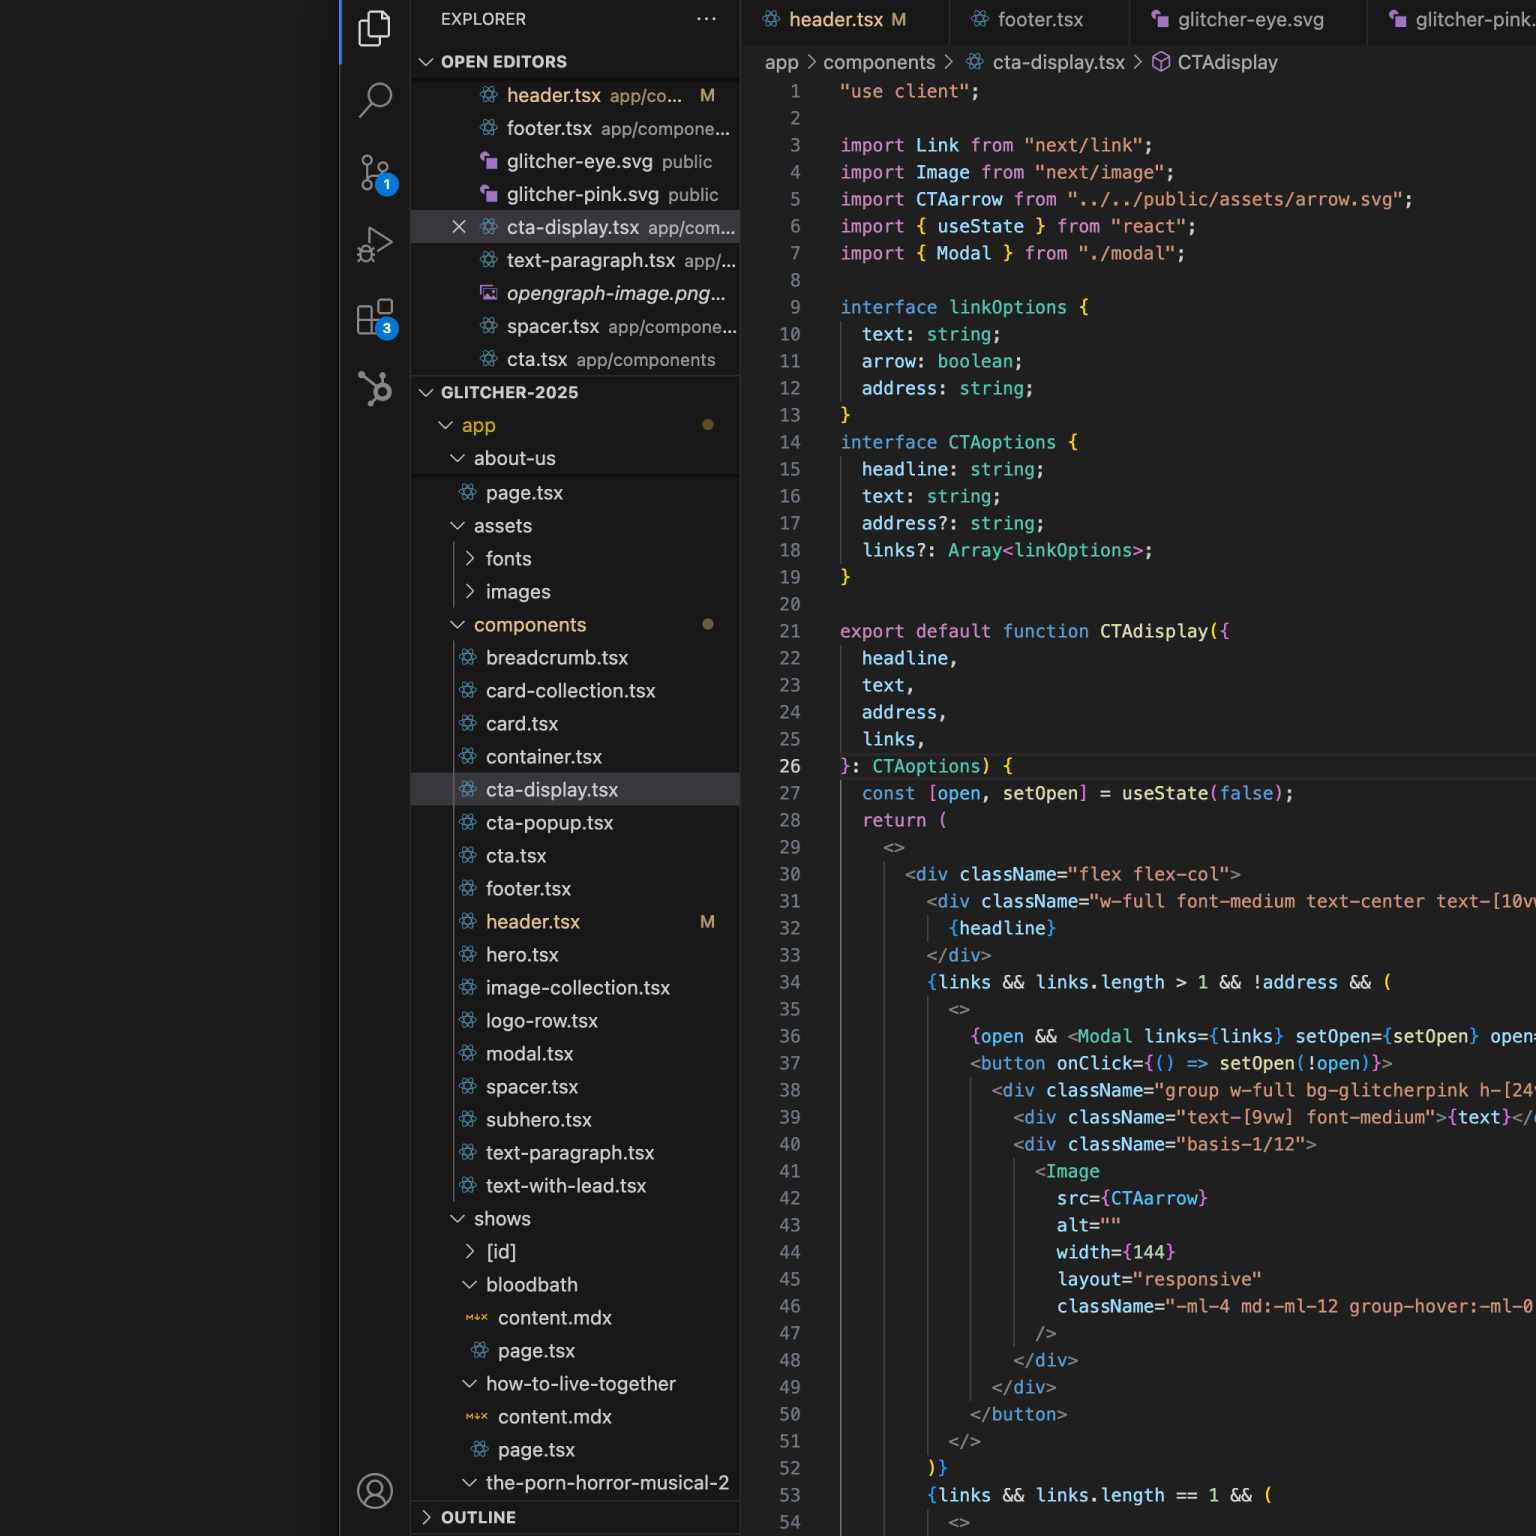 EXPLORER
OPEN EDITORS
header.tsx app/co... M
footer.tsx app/compone...
glitcher-eye.svg public
glitcher-pink.svg public
cta-display.tsx app/com...
text-paragraph.tsx app/...
opengraph-image.png...
spacer.tsx app/compone...
cta.tsx app/components
GLITCHER-2025
app
about-us
page.tsx
assets
fonts
images
components
breadcrumb.tsx
card-collection.tsx
card.tsx
container.tsx
cta-display.tsx
cta-popup.tsx
cta.tsx
footer.tsx
header.tsx M
hero.tsx
image-collection.tsx
logo-row.tsx
modal.tsx
spacer.tsx
subhero.tsx
text-paragraph.tsx
text-with-lead.tsx
shows
[id]
bloodbath
content.mdx
page.tsx
how-to-live-together
content.mdx
page.tsx
the-porn-horror-musical-2
OUTLINE
1
3
header.tsx M footer.tsx glitcher-eye.svg glitcher-pink.
app > components > cta-display.tsx > CTAdisplay
1 "use client";
2
3 import Link from "next/link";
4 import Image from "next/image";
5 import CTAarrow from "../../public/assets/arrow.svg";
6 import { useState } from "react";
7 import { Modal } from "./modal";
8
9 interface linkOptions {
10 text: string;
11 arrow: boolean;
12 address: string;
13 }
14 interface CTAoptions {
15 headline: string;
16 text: string;
17 address?: string;
18 links?: Array<linkOptions>;
19 }
20
21 export default function CTAdisplay({
22 headline,
23 text,
24 address,
25 links,
26 }: CTAoptions) {
27 const [open, setOpen] = useState(false);
28 return (
29 <>
30 <div className="flex flex-col">
31 <div className="w-full font-medium text-center text-[10vw
32 {headline}
33 </div>
34 {links && links.length > 1 && !address && (
35 <>
36 {open && <Modal links={links} setOpen={setOpen} open=
37 <button onClick={() => setOpen(!open)}>
38 <div className="group w-full bg-glitcherpink h-[24
39 <div className="text-[9vw] font-medium">{text}</
40 <div className="basis-1/12">
41 <Image
42 src={CTAarrow}
43 alt=""
44 width={144}
45 layout="responsive"
46 className="-ml-4 md:-ml-12 group-hover:-ml-0
47 />
48 </div>
49 </div>
50 </button>
51 </>
52 )}
53 {links && links.length == 1 && (
54 <>